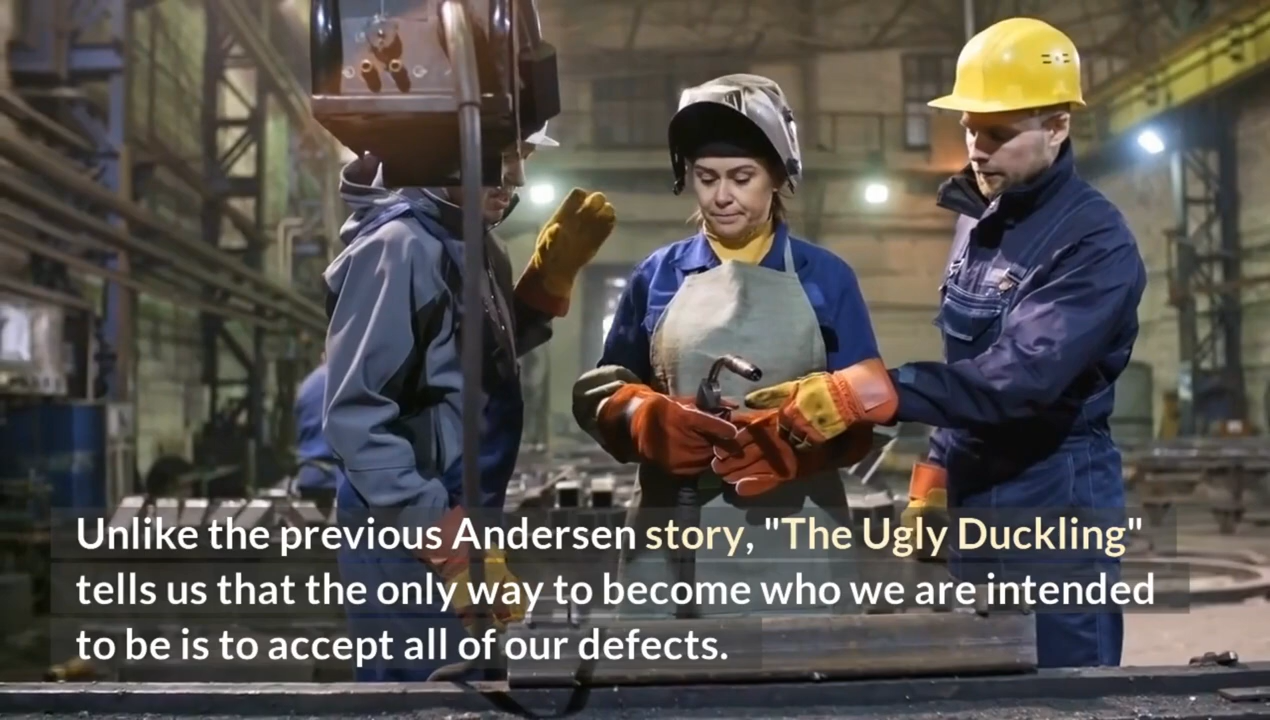 Unlike the previous Andersen story, "The Ugly Duckling"
tells us that the only way to become who we are intended
to be is to accept all of our defects.